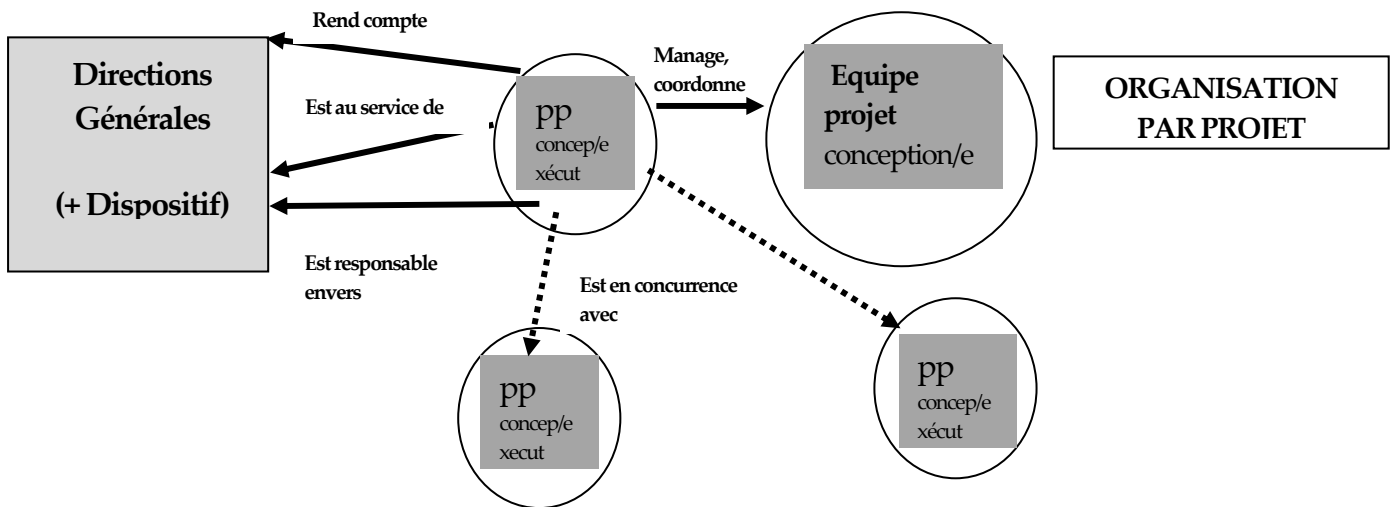 Rend compte
Directions
Générales
(+ Dispositif)
Est au service de
Est responsable
envers
pp
concep/e
xécut
Manage,
coordonne
Equipe
projet
conception/e
ORGANISATION
PAR PROJET
Est en concurrence
avec
pp
concep/e
xecut
pp
concep/e
xécut